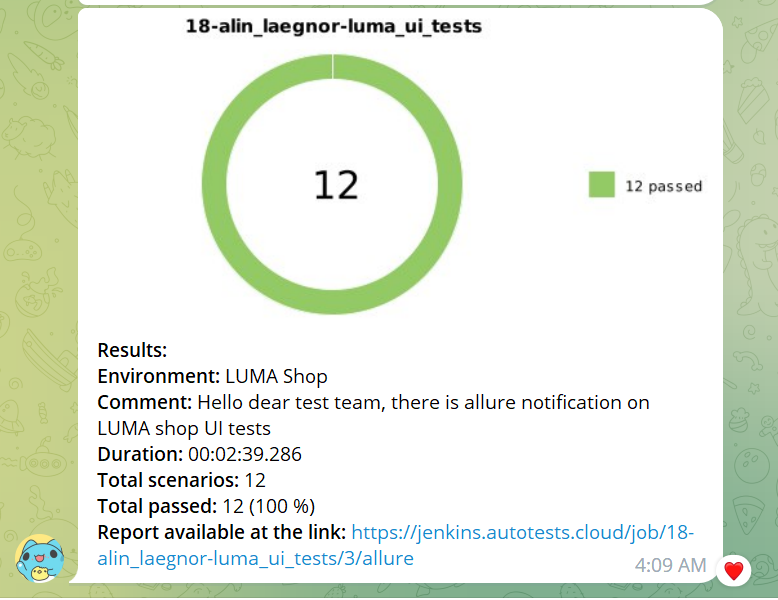 18-alin_laegnor-luma_ui_tests
12
12 passed
Results:
Environment: LUMA Shop
Comment: Hello dear test team, there is allure notification on
LUMA shop UI tests
Duration: 00:02:39.286
Total scenarios: 12
Total passed: 12 (100 %)
Report available at the link: https://jenkins.autotests.cloud/job/18-
alin_laegnor-luma_ui_tests/3/allure
4:09 AM